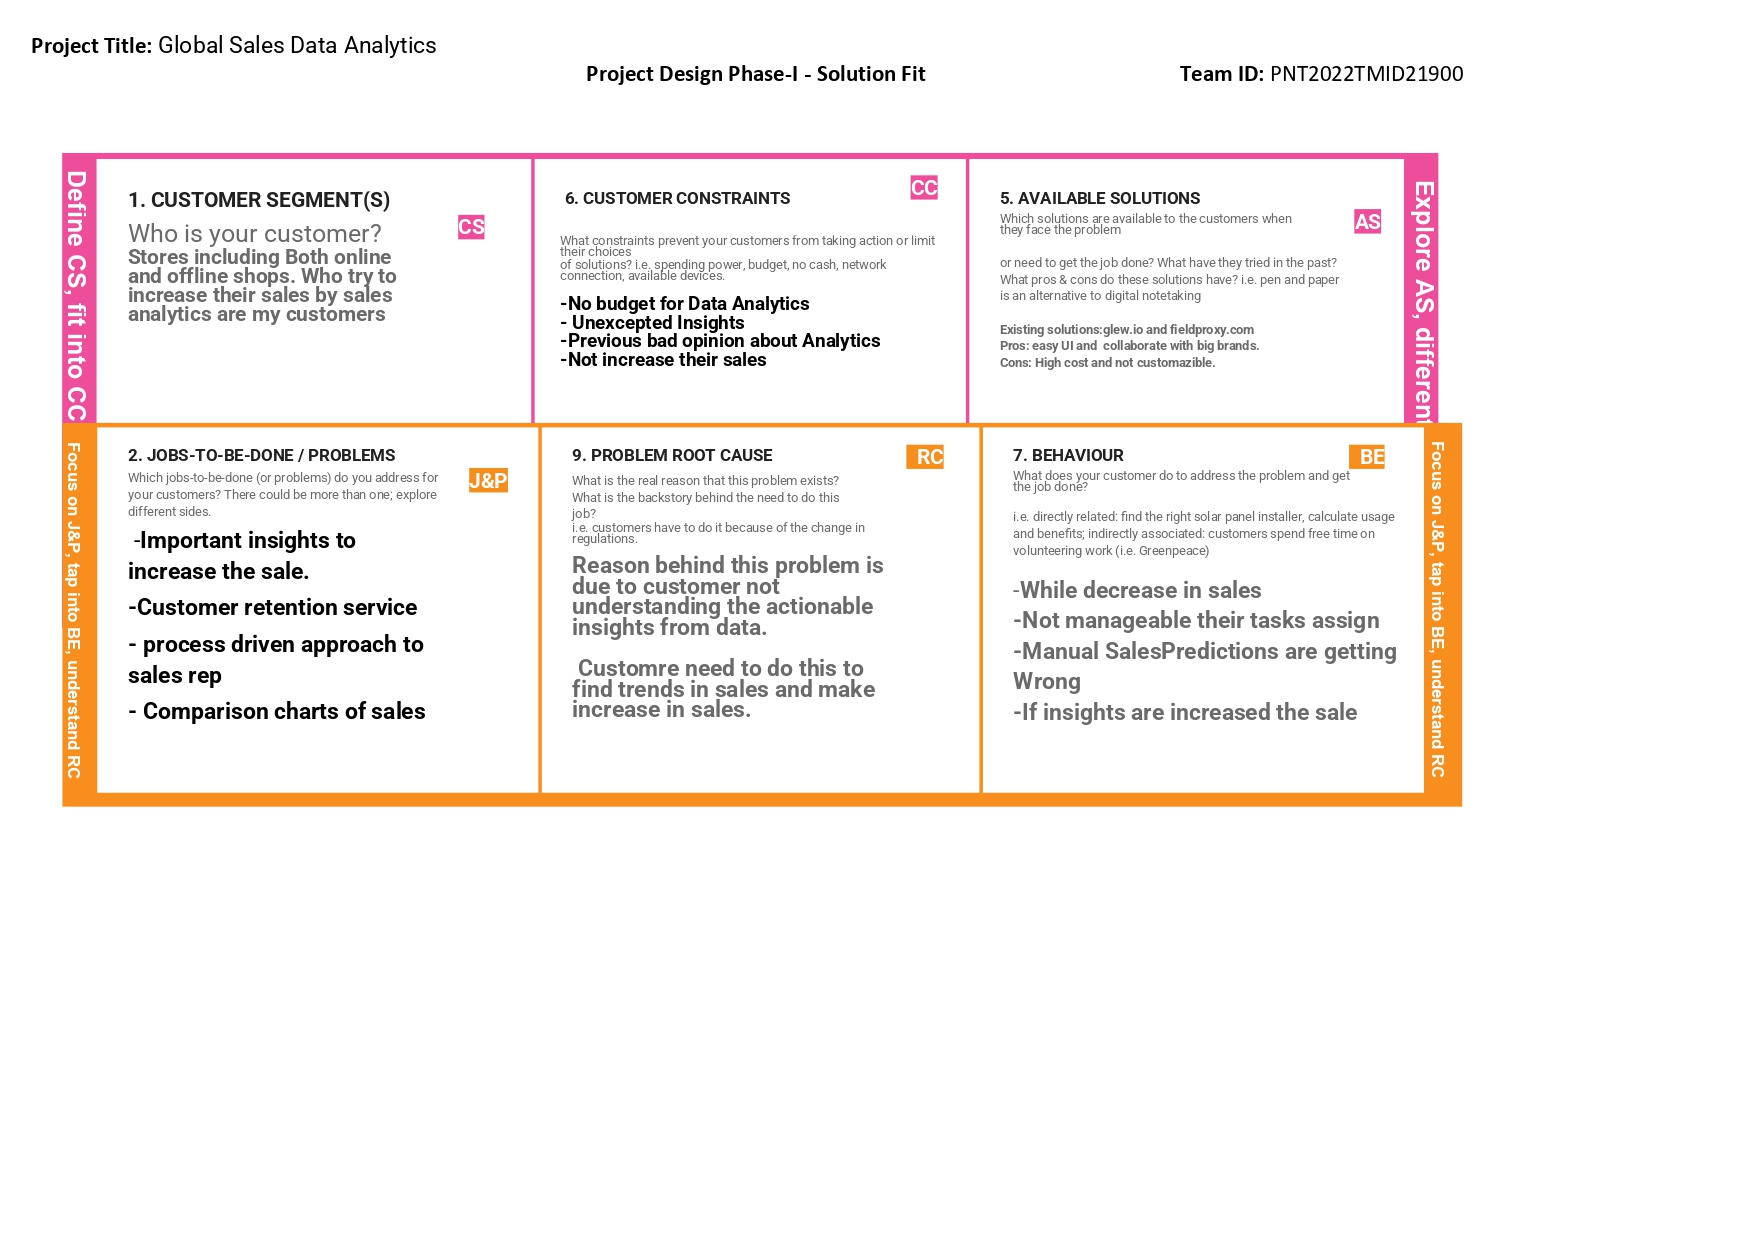 Project Title: Global Sales Data Analytics
Project Design Phase-I - Solution Fit
Team ID: PNT2022TMID21900
Define CS, fit into CC
1. CUSTOMER SEGMENT(S)
CS
Who is your customer?
Stores including Both online
and offline shops. Who try to
increase their sales by sales
analytics are my customers
6. CUSTOMER CONSTRAINTS
CC
What constraints prevent your customers from taking action or limit
their choices
of solutions? i.e. spending power, budget, no cash, network
connection, available devices.
-No budget for Data Analytics
- Unexcepted Insights
-Previous bad opinion about Analytics
-Not increase their sales
5. AVAILABLE SOLUTIONS
AS
Which solutions are available to the customers when
they face the problem
or need to get the job done? What have they tried in the past?
What pros & cons do these solutions have? i.e. pen and paper
is an alternative to digital notetaking
Existing solutions:glew.io and fieldproxy.com
Pros: easy UI and  collaborate with big brands.
Cons: High cost and not customazible.
Explore AS, different
Focus on J&P, tap into BE, understand RC
2. JOBS-TO-BE-DONE / PROBLEMS
J&P
Which jobs-to-be-done (or problems) do you address for
your customers? There could be more than one; explore
different sides.
-Important insights to
increase the sale.
-Customer retention service
- process driven approach to
sales rep
- Comparison charts of sales
9. PROBLEM ROOT CAUSE
RC
What is the real reason that this problem exists?
What is the backstory behind the need to do this
job?
i.e. customers have to do it because of the change in
regulations.
Reason behind this problem is
due to customer not
understanding the actionable
insights from data.
Customre need to do this to
find trends in sales and make
increase in sales.
7. BEHAVIOUR
BE
What does your customer do to address the problem and get
the job done?
i.e. directly related: find the right solar panel installer, calculate usage
and benefits; indirectly associated: customers spend free time on
volunteering work (i.e. Greenpeace)
-While decrease in sales
-Not manageable their tasks assign
-Manual SalesPredictions are getting
Wrong
-If insights are increased the sale
Focus on J&P, tap into BE, understand RC